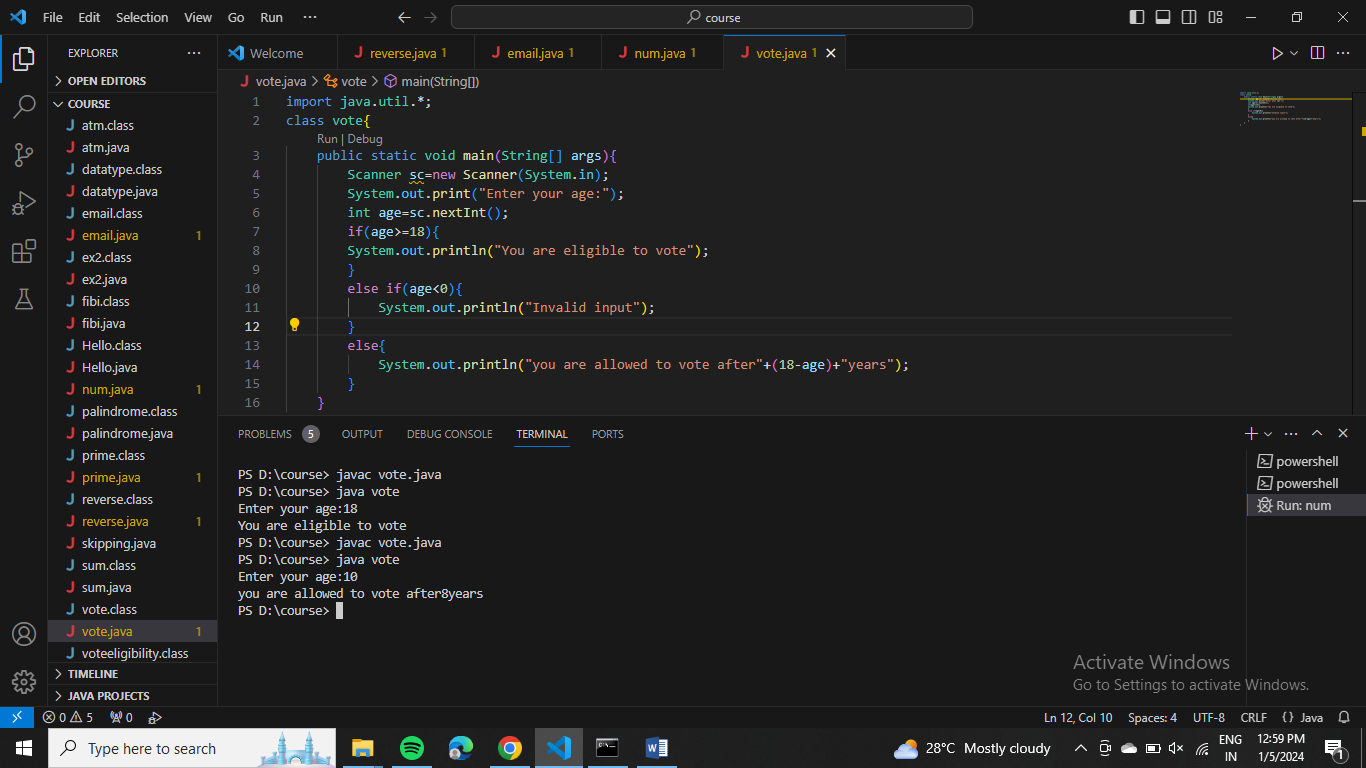 File Edit Selection View Go Run ··· course
EXPLORER ···
OPEN EDITORS
COURSE
atm.class
atm.java
datatype.class
datatype.java
email.class
email.java 1
ex2.class
ex2.java
fibi.class
fibi.java
Hello.class
Hello.java
num.java 1
palindrome.class
palindrome.java
prime.class
prime.java 1
reverse.class
reverse.java 1
skipping.java
sum.class
sum.java
vote.class
vote.java 1
voteeligibility.class
TIMELINE
JAVA PROJECTS
Welcome reverse.java 1 email.java 1 num.java 1 vote.java 1
vote.java > vote > main(String[])
1 import java.util.*;
2 class vote{
Run | Debug
3 public static void main(String[] args){
4 Scanner sc=new Scanner(System.in);
5 System.out.print("Enter your age:");
6 int age=sc.nextInt();
7 if(age>=18){
8 System.out.println("You are eligible to vote");
9 }
10 else if(age<0){
11 System.out.println("Invalid input");
12 }
13 else{
14 System.out.println("you are allowed to vote after"+(18-age)+"years");
15 }
16 }
PROBLEMS 5 OUTPUT DEBUG CONSOLE TERMINAL PORTS
PS D:\course> javac vote.java
PS D:\course> java vote
Enter your age:18
You are eligible to vote
PS D:\course> javac vote.java
PS D:\course> java vote
Enter your age:10
you are allowed to vote after8years
PS D:\course>
powershell
powershell
Run: num
Activate Windows
Go to Settings to activate Windows.
0 5 0 Ln 12, Col 10 Spaces: 4 UTF-8 CRLF {} Java
Type here to search 28°C Mostly cloudy ENG IN 12:59 PM 1/5/2024 1